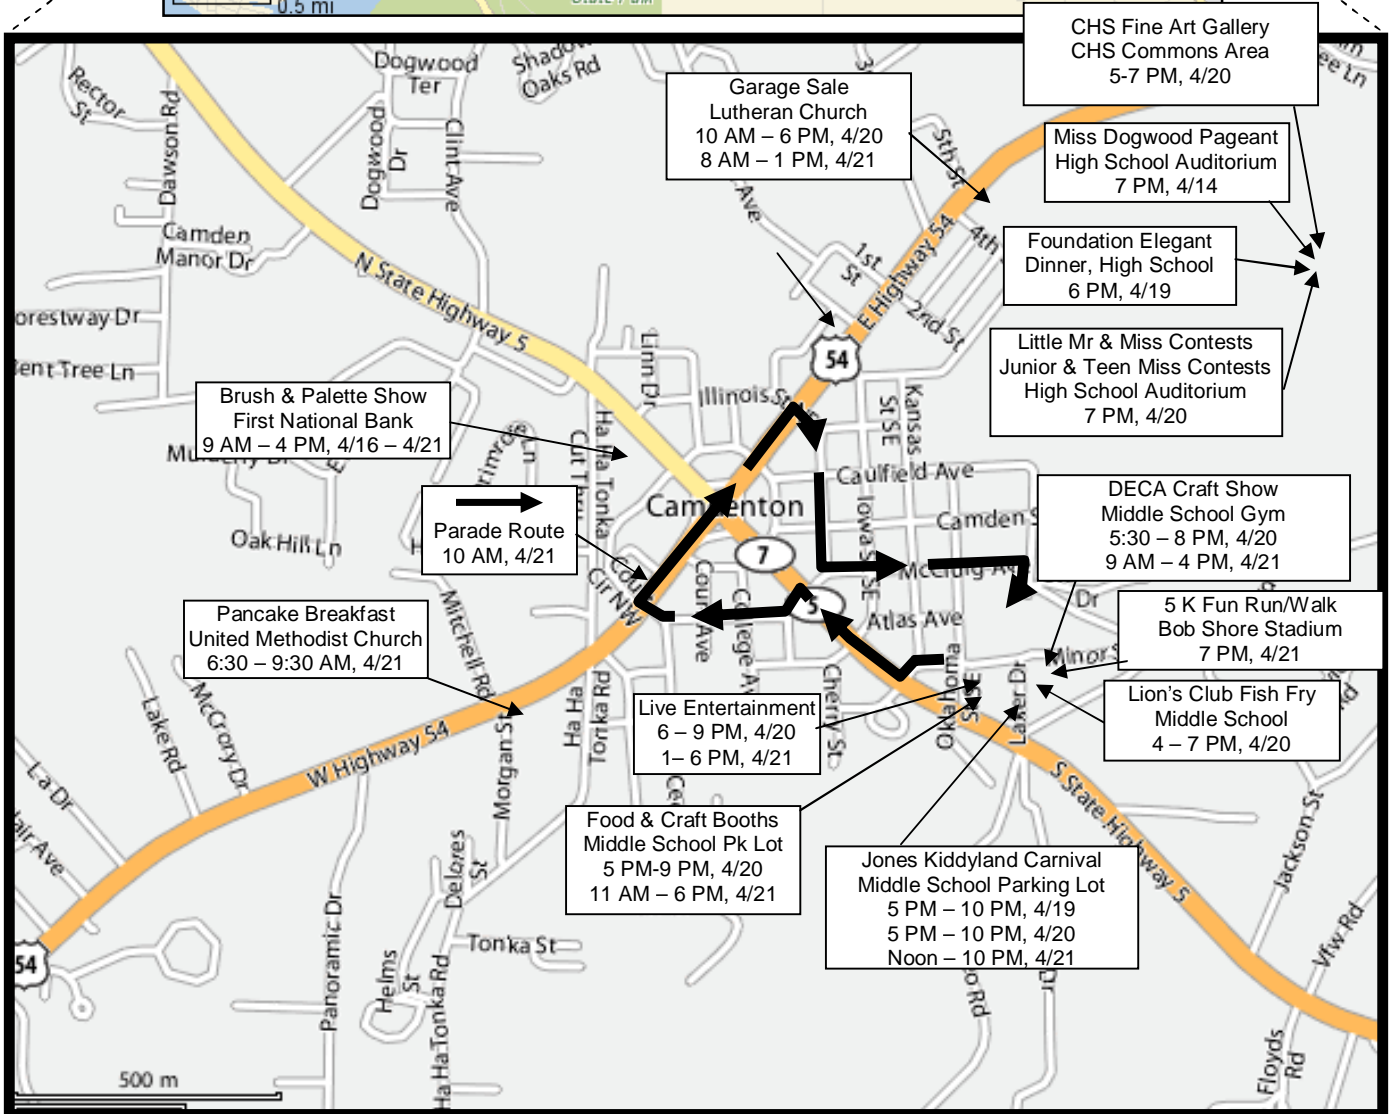 0.5 mi
CHS Fine Art Gallery
CHS Commons Area
5-7 PM, 4/20
Garage Sale
Lutheran Church
10 AM – 6 PM, 4/20
8 AM – 1 PM, 4/21
Miss Dogwood Pageant
High School Auditorium
7 PM, 4/14
Foundation Elegant
Dinner, High School
6 PM, 4/19
Little Mr & Miss Contests
Junior & Teen Miss Contests
High School Auditorium
7 PM, 4/20
Brush & Palette Show
First National Bank
9 AM – 4 PM, 4/16 – 4/21
Parade Route
10 AM, 4/21
DECA Craft Show
Middle School Gym
5:30 – 8 PM, 4/20
9 AM – 4 PM, 4/21
Pancake Breakfast
United Methodist Church
6:30 – 9:30 AM, 4/21
5 K Fun Run/Walk
Bob Shore Stadium
7 PM, 4/21
Live Entertainment
6 – 9 PM, 4/20
1– 6 PM, 4/21
Lion's Club Fish Fry
Middle School
4 – 7 PM, 4/20
Food & Craft Booths
Middle School Pk Lot
5 PM-9 PM, 4/20
11 AM – 6 PM, 4/21
Jones Kiddyland Carnival
Middle School Parking Lot
5 PM – 10 PM, 4/19
5 PM – 10 PM, 4/20
Noon – 10 PM, 4/21
Rector
St
Dawson Rd
Dogwood
Ter
Dogwood
Dr
Clint Ave
Oaks Rd
Camden
Manor Dr
N State Highway 5
Ave
5th St
4th
1st
St
2nd St
E Highway 54
54
Linn Dr
Illinois St
Kansas
St SE
Ha Ha Tonka
Cut
Ln
Oak Hill Ln
Camdenton
7
5
Caulfield Ave
Camden
Iowa St SE
Atlas Ave
Dr
Minor
Cir NW
Court Ave
College
Cherry St
Oklahoma
St SE
Laker Dr
Mitchell Rd
McCrory Dr
Lake Rd
La Dr
Ave
W Highway 54
Morgan St
Ha Ha
Tonka Rd
S State Highway 5
Jackson St
Vfw Rd
Floyds
Rd
Rd
Delores
St
Panoramic Dr
Tonka St
Helms
St
Ha Ha Tonka Rd
54
500 m